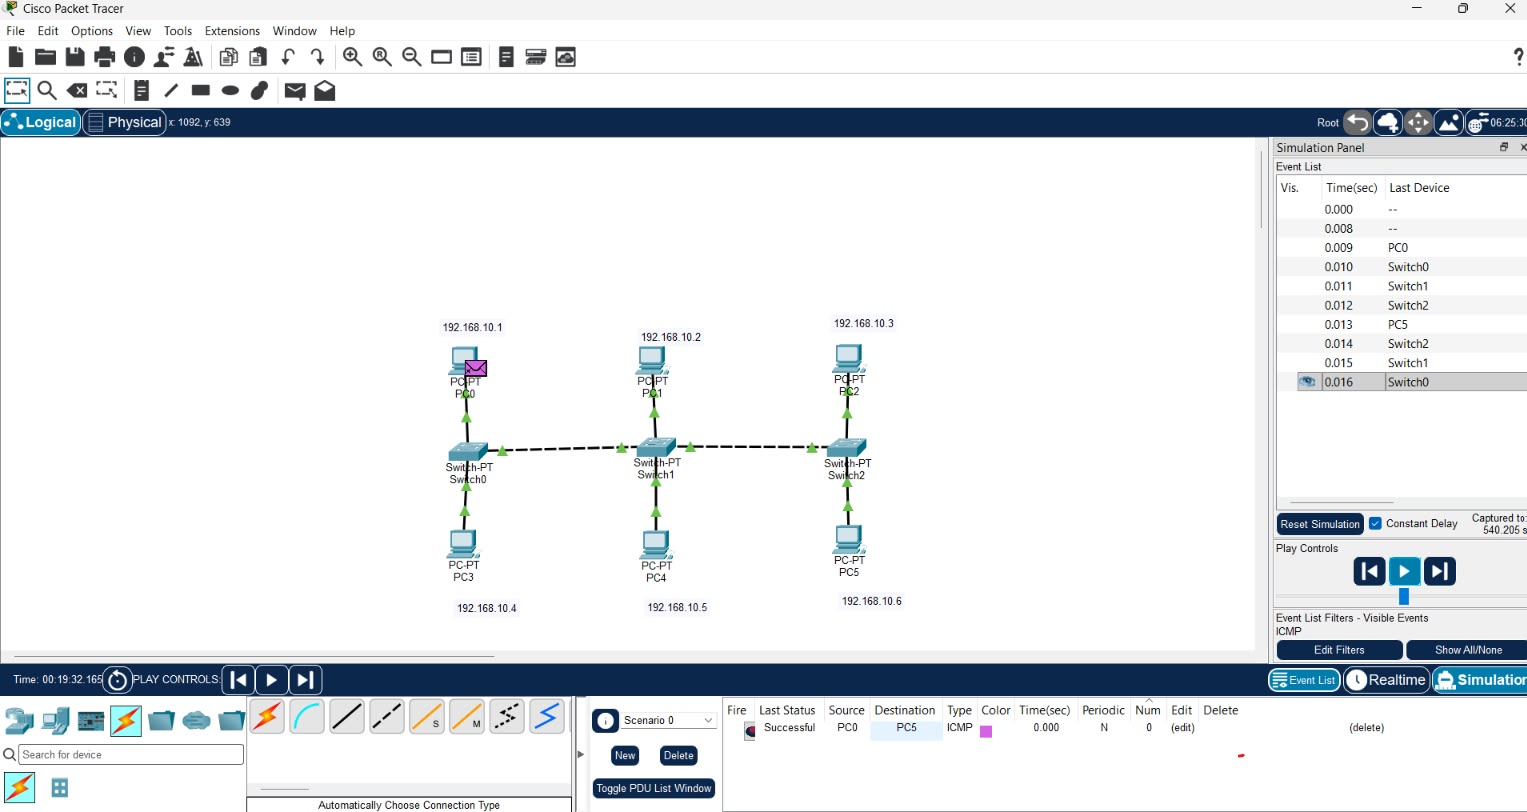 Cisco Packet Tracer
File Edit Options View Tools Extensions Window Help
?
Logical Physical x: 1092, y: 639 Root 06:25:30
Simulation Panel
Event List
Vis. Time(sec) Last Device
0.000 --
0.008 --
0.009 PC0
0.010 Switch0
0.011 Switch1
0.012 Switch2
0.013 PC5
0.014 Switch2
0.015 Switch1
0.016 Switch0
192.168.10.1
192.168.10.2
192.168.10.3
PC-PT
PC0
PC-PT
PC1
PC-PT
PC2
Switch-PT
Switch0
Switch-PT
Switch1
Switch-PT
Switch2
PC-PT
PC3
PC-PT
PC4
PC-PT
PC5
192.168.10.4
192.168.10.5
192.168.10.6
Reset Simulation Constant Delay Captured to:
540.205 s
Play Controls
Event List Filters - Visible Events
ICMP
Edit Filters Show All/None
Time: 00:19:32.165 PLAY CONTROLS: Event List Realtime Simulation
S M
Search for device
Automatically Choose Connection Type
Scenario 0
New Delete
Toggle PDU List Window
Fire Last Status Source Destination Type Color Time(sec) Periodic Num Edit Delete
Successful PC0 PC5 ICMP 0.000 N 0 (edit) (delete)